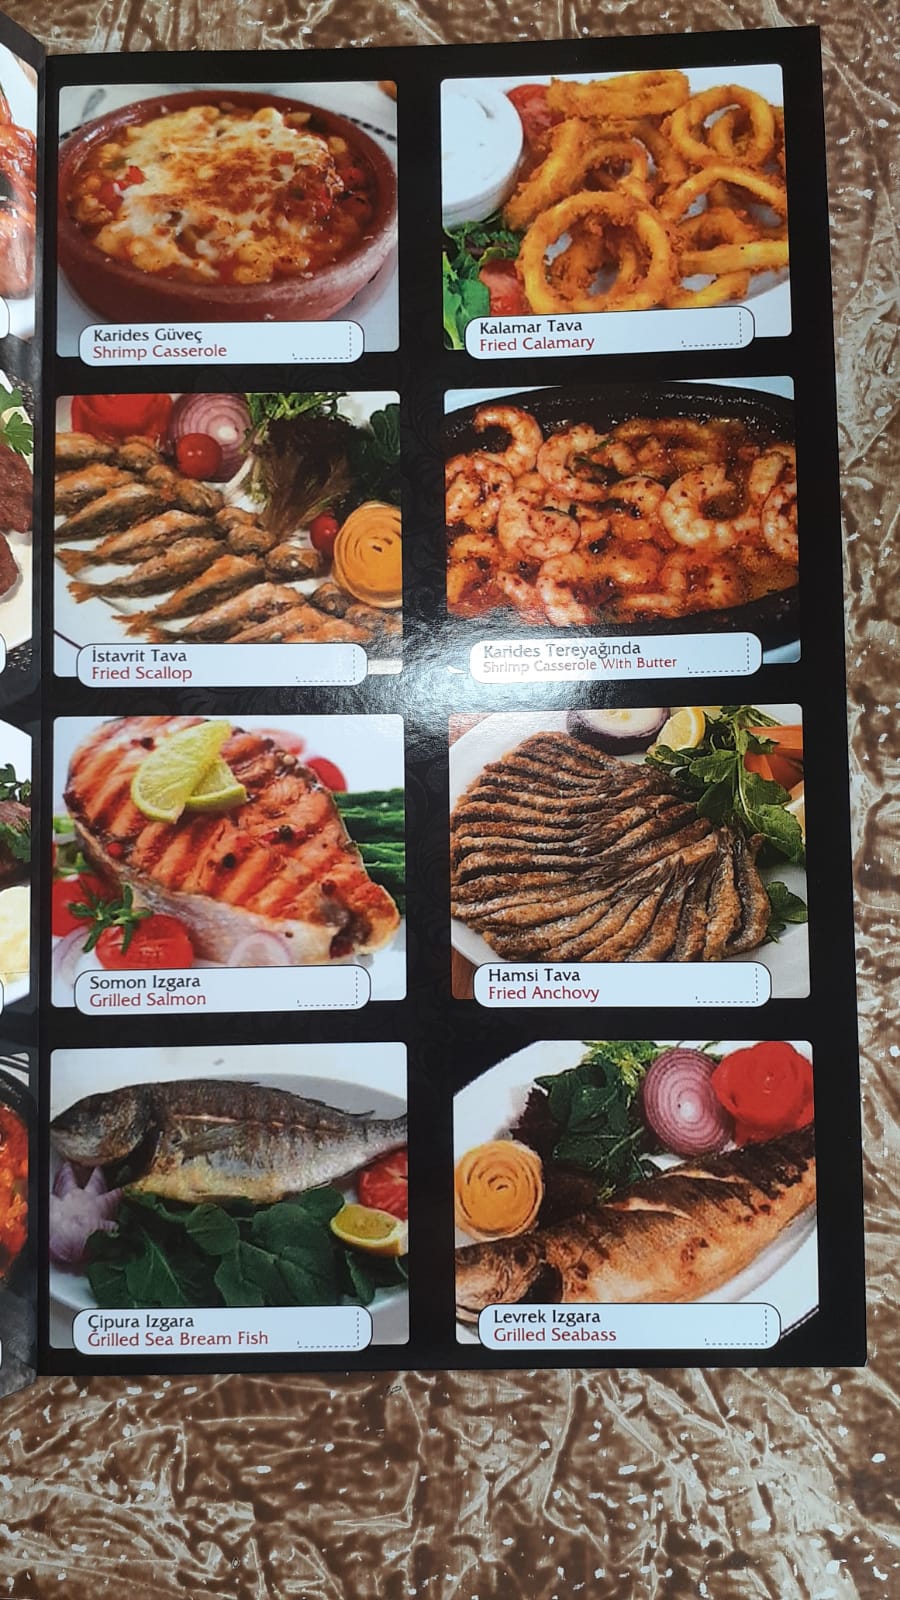 Karides Güveç
Shrimp Casserole
Kalamar Tava
Fried Calamary
İstavrit Tava
Fried Scallop
Karides Tereyağında
Shrimp Casserole With Butter
Somon Izgara
Grilled Salmon
Hamsi Tava
Fried Anchovy
Çipura Izgara
Grilled Sea Bream Fish
Levrek Izgara
Grilled Seabass